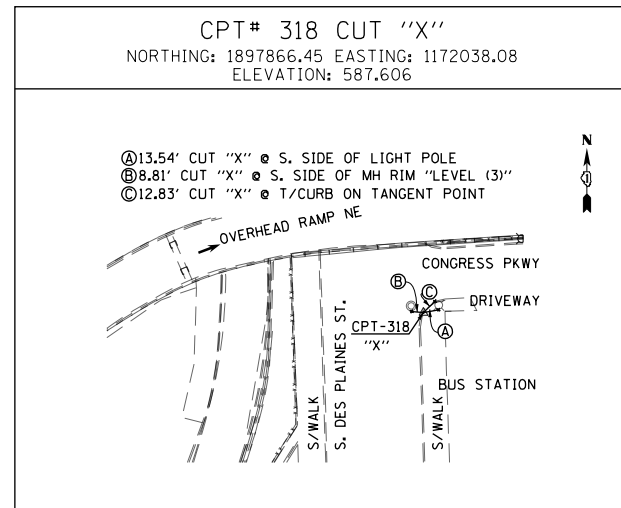 CPT# 318 CUT "X"
NORTHING: 1897866.45 EASTING: 1172038.08
ELEVATION: 587.606
Ⓐ13.54' CUT "X" @ S. SIDE OF LIGHT POLE
Ⓑ8.81' CUT "X" @ S. SIDE OF MH RIM "LEVEL (3)"
Ⓒ12.83' CUT "X" @ T/CURB ON TANGENT POINT
N
OVERHEAD RAMP NE
CONGRESS PKWY
Ⓑ
Ⓒ
DRIVEWAY
CPT-318
"X"
Ⓐ
S/WALK
S. DES PLAINES ST.
BUS STATION
S/WALK